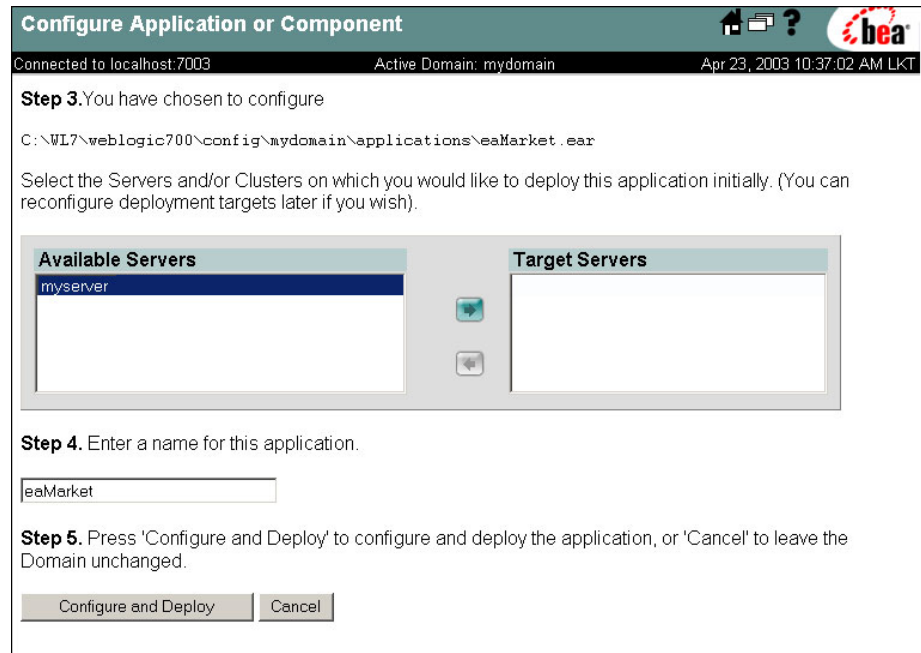 Configure Application or Component
? bea
Connected to localhost:7003 Active Domain: mydomain Apr 23, 2003 10:37:02 AM LKT
Step 3.You have chosen to configure
C:\WL7\weblogic700\config\mydomain\applications\eaMarket.ear
Select the Servers and/or Clusters on which you would like to deploy this application initially. (You can
reconfigure deployment targets later if you wish).
Available Servers Target Servers
myserver
Step 4. Enter a name for this application.
eaMarket
Step 5. Press 'Configure and Deploy' to configure and deploy the application, or 'Cancel' to leave the
Domain unchanged.
Configure and Deploy Cancel